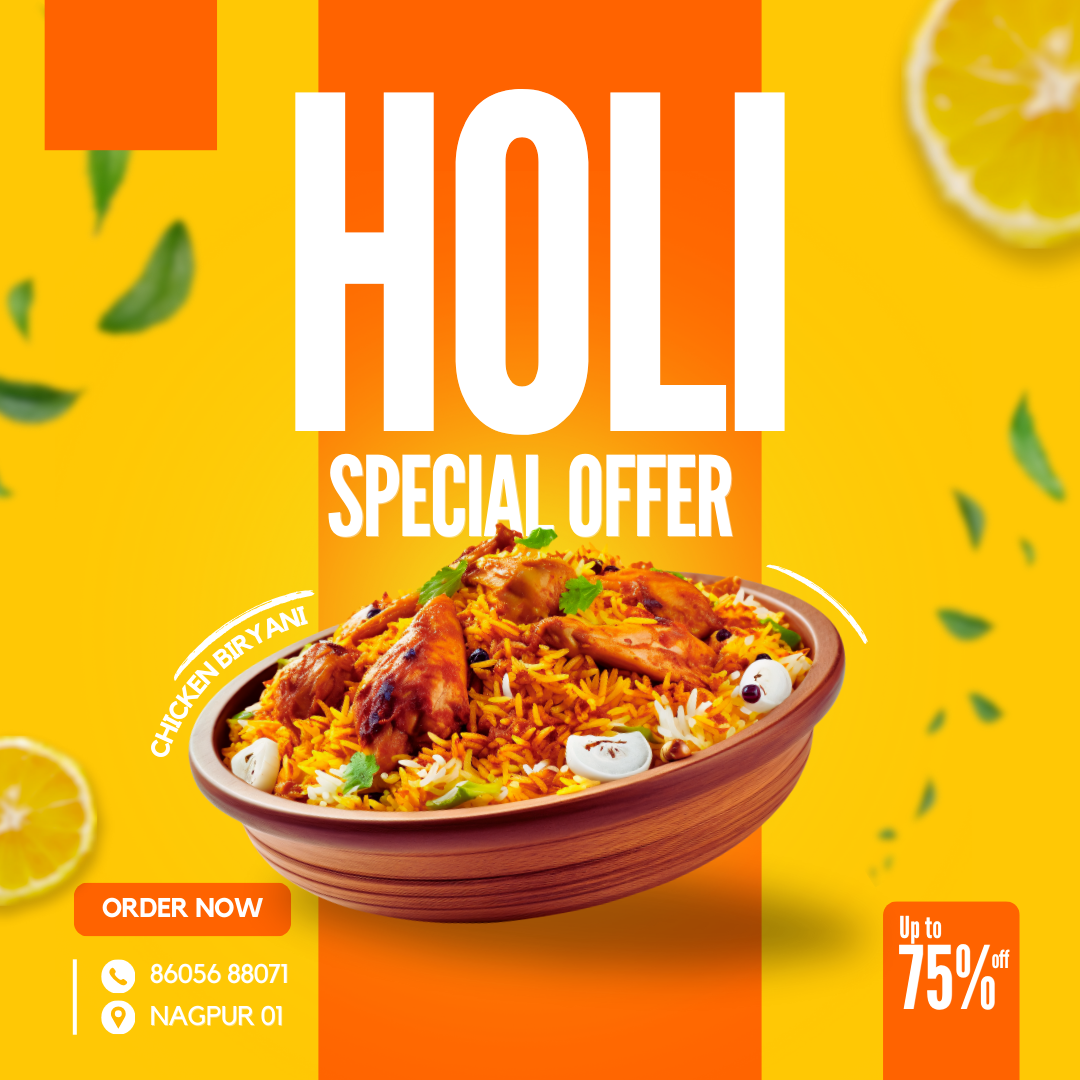 HOLI
SPECIAL OFFER
CHICKEN BIRYANI
ORDER NOW
86056 88071
NAGPUR 01
Up to
75% off